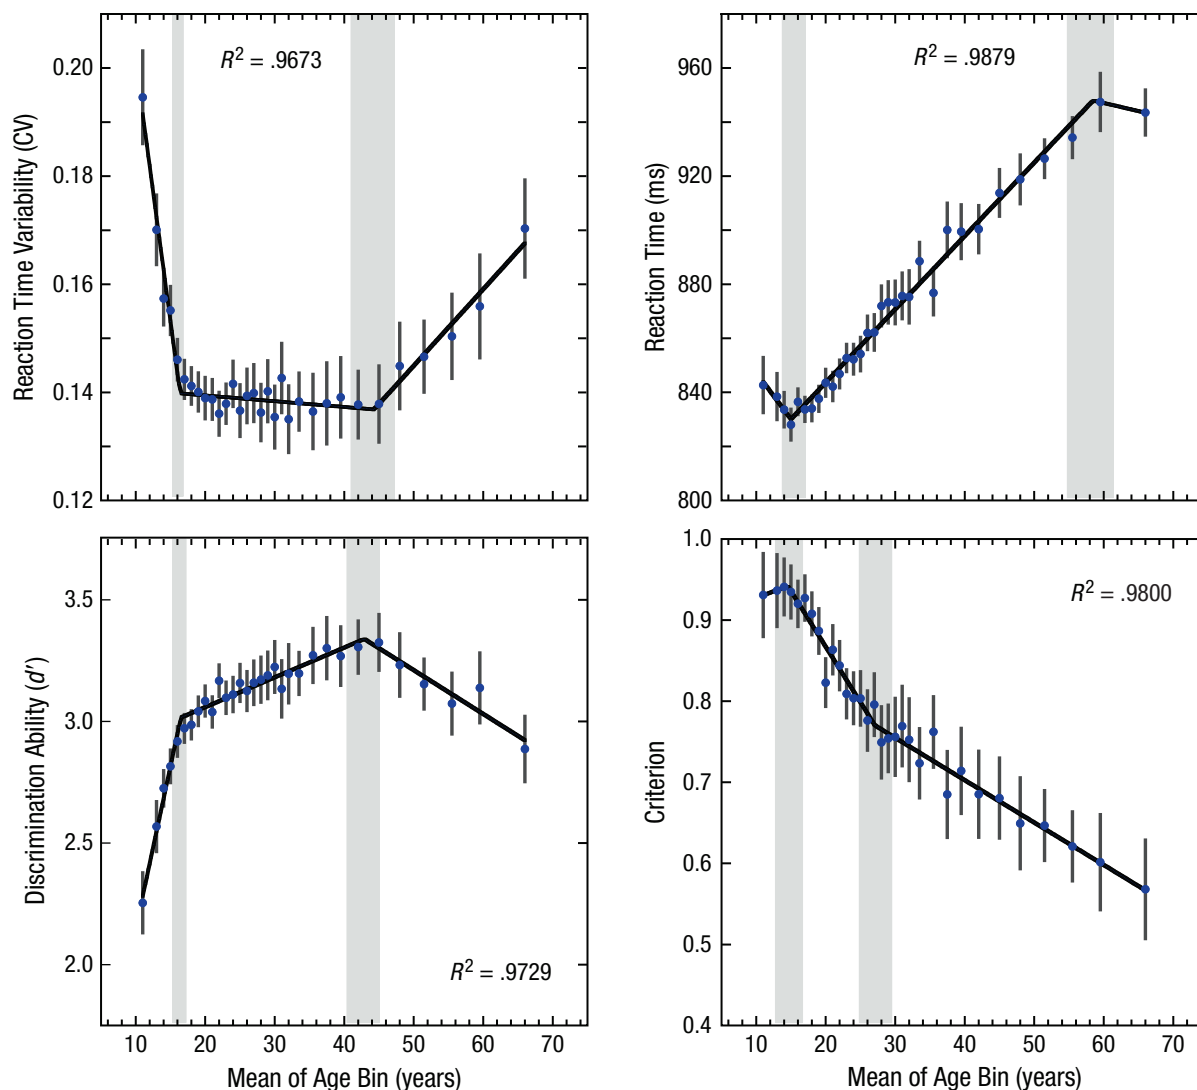 Reaction Time Variability (CV)
0.20
0.18
0.16
0.14
0.12
R² = .9673
Reaction Time (ms)
960
920
880
840
800
R² = .9879
Discrimination Ability (d′)
3.5
3.0
2.5
2.0
R² = .9729
10 20 30 40 50 60 70
Mean of Age Bin (years)
Criterion
1.0
0.9
0.8
0.7
0.6
0.5
0.4
R² = .9800
10 20 30 40 50 60 70
Mean of Age Bin (years)